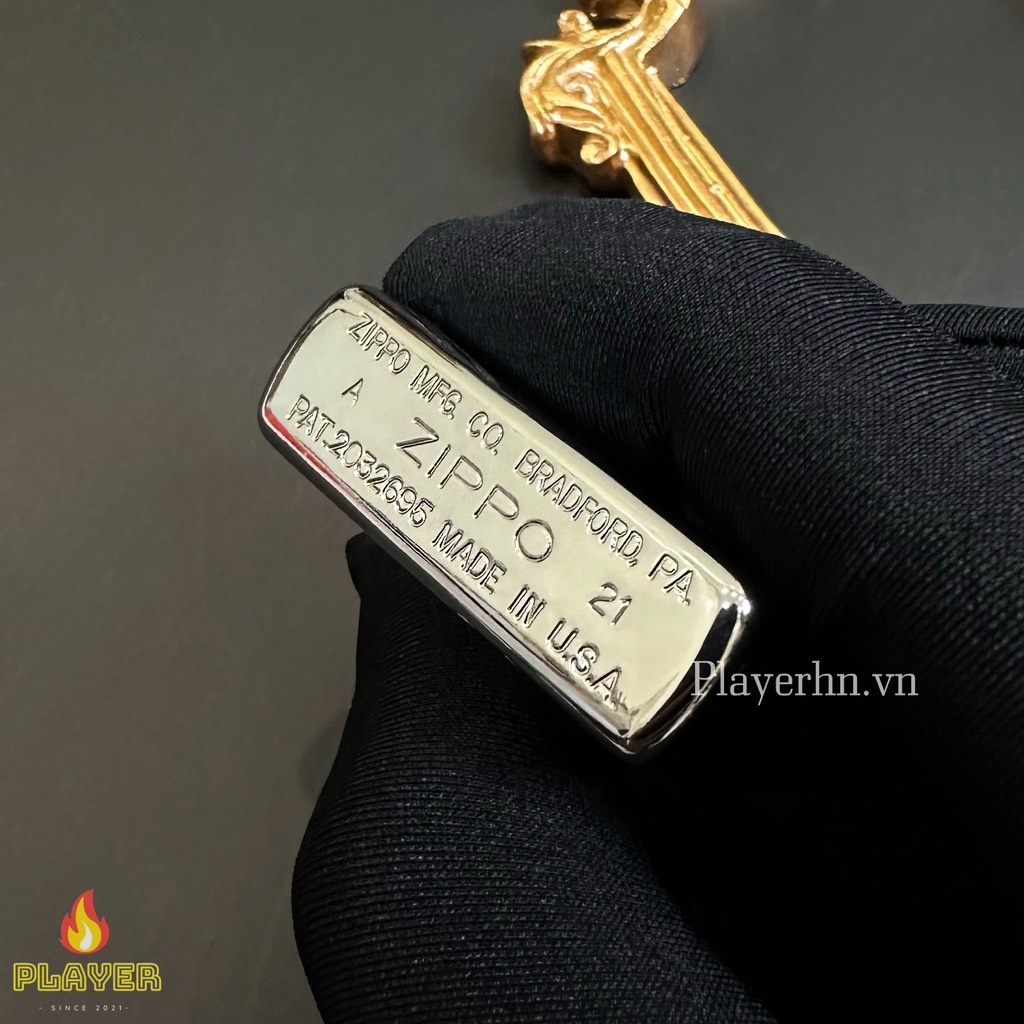 ZIPPO MFG. CO. BRADFORD, PA.
A ZIPPO 21
PAT.2032695 MADE IN U.S.A.
Playerhn.vn
PLAYER
- SINCE 2021-